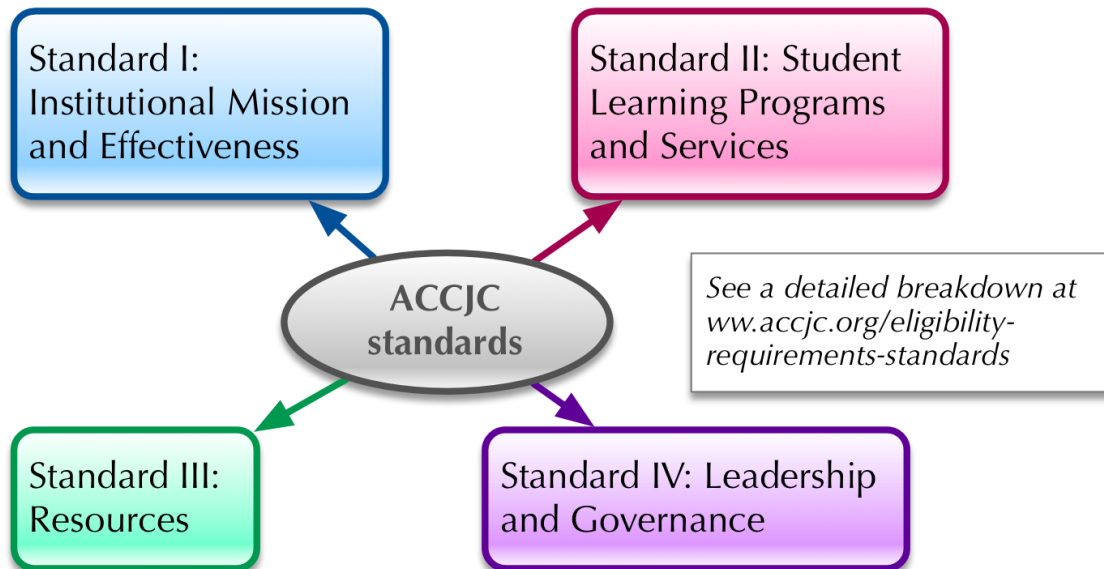 Standard I:
Institutional Mission
and Effectiveness
Standard II: Student
Learning Programs
and Services
ACCJC
standards
See a detailed breakdown at
ww.accjc.org/eligibility-
requirements-standards
Standard III:
Resources
Standard IV: Leadership
and Governance